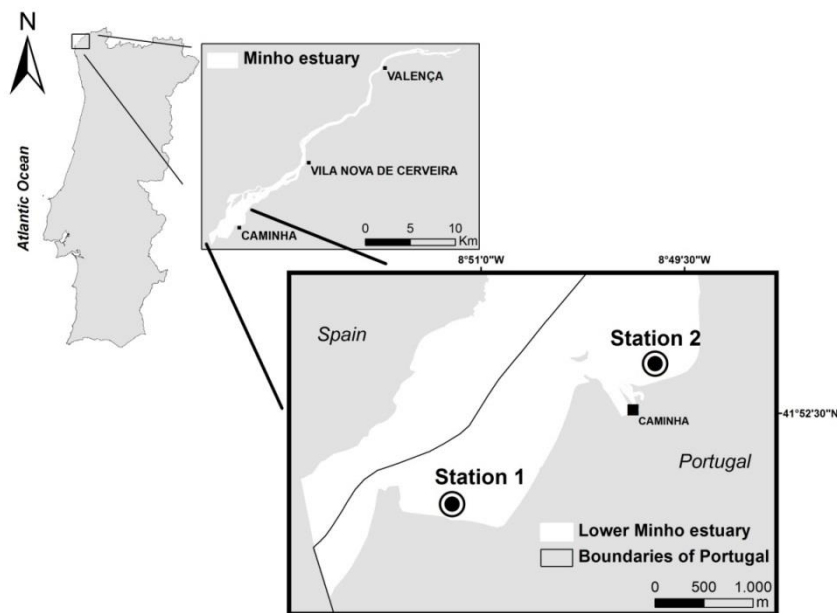 N
Atlantic Ocean
Minho estuary
VALENÇA
VILA NOVA DE CERVEIRA
CAMINHA
0 5 10
Km
8°51'0"W 8°49'30"W
Spain
Station 2
41°52'30"N
CAMINHA
Portugal
Station 1
Lower Minho estuary
Boundaries of Portugal
0 500 1.000
m